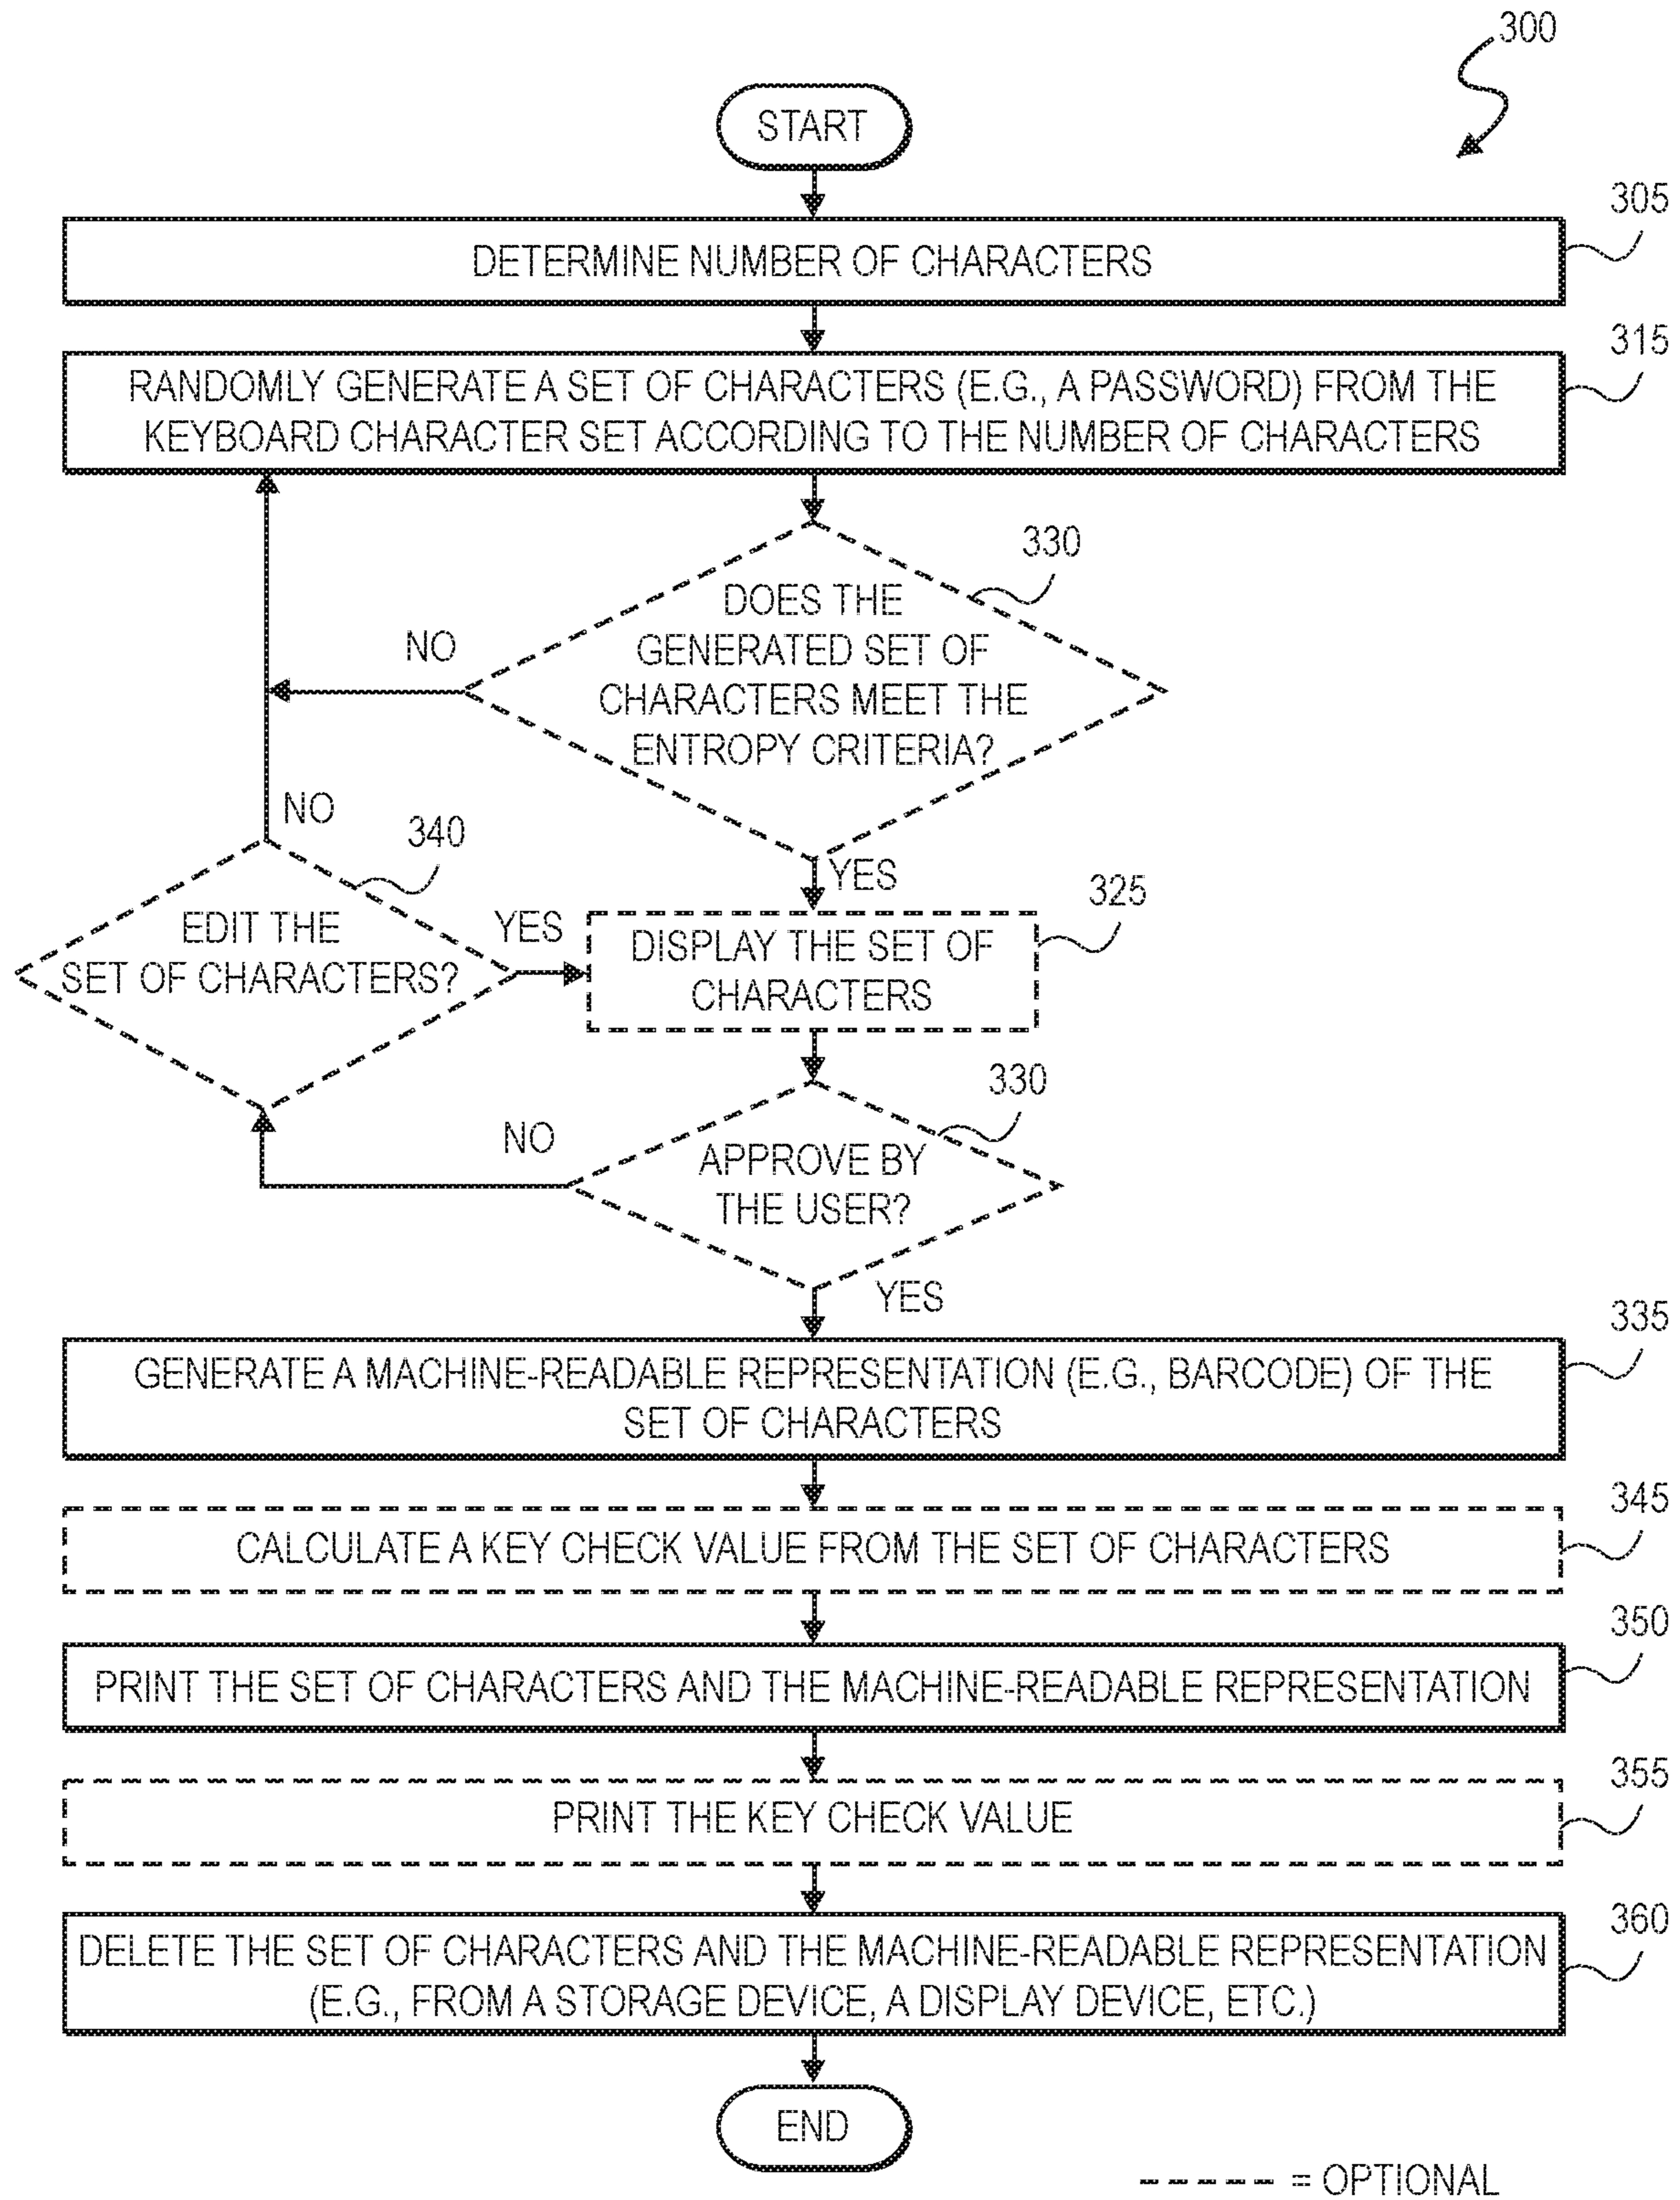 300
START
305
DETERMINE NUMBER OF CHARACTERS
315
RANDOMLY GENERATE A SET OF CHARACTERS (E.G., A PASSWORD) FROM THE
KEYBOARD CHARACTER SET ACCORDING TO THE NUMBER OF CHARACTERS
330
DOES THE
GENERATED SET OF
CHARACTERS MEET THE
ENTROPY CRITERIA?
NO
YES
NO
340
EDIT THE
SET OF CHARACTERS?
YES
325
DISPLAY THE SET OF
CHARACTERS
330
APPROVE BY
THE USER?
NO
YES
335
GENERATE A MACHINE-READABLE REPRESENTATION (E.G., BARCODE) OF THE
SET OF CHARACTERS
345
CALCULATE A KEY CHECK VALUE FROM THE SET OF CHARACTERS
350
PRINT THE SET OF CHARACTERS AND THE MACHINE-READABLE REPRESENTATION
355
PRINT THE KEY CHECK VALUE
360
DELETE THE SET OF CHARACTERS AND THE MACHINE-READABLE REPRESENTATION
(E.G., FROM A STORAGE DEVICE, A DISPLAY DEVICE, ETC.)
END
= OPTIONAL